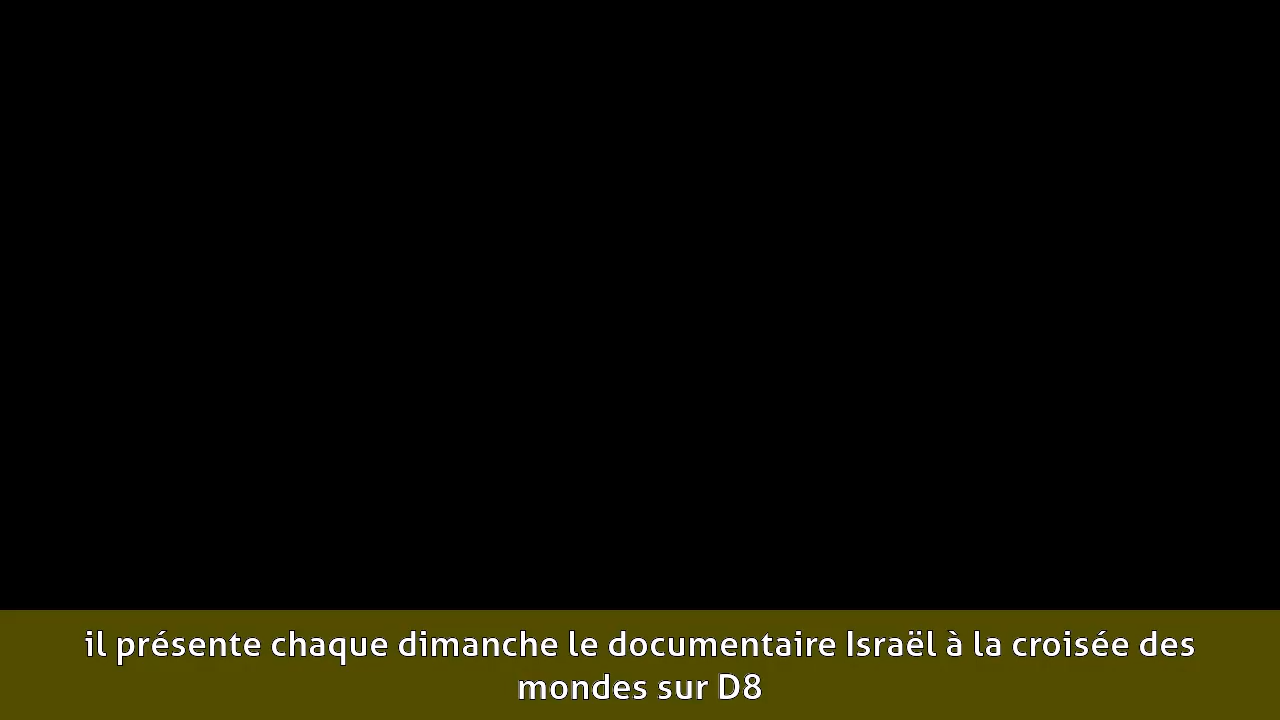 il présente chaque dimanche le documentaire Israël à la croisée des
mondes sur D8